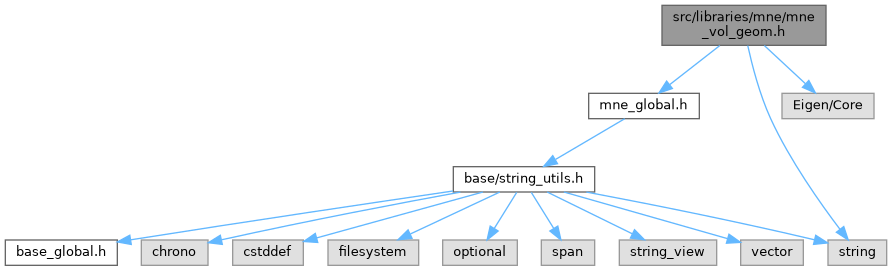 src/libraries/mne/mne
_vol_geom.h
mne_global.h
Eigen/Core
base/string_utils.h
base_global.h
chrono
cstddef
filesystem
optional
span
string_view
vector
string